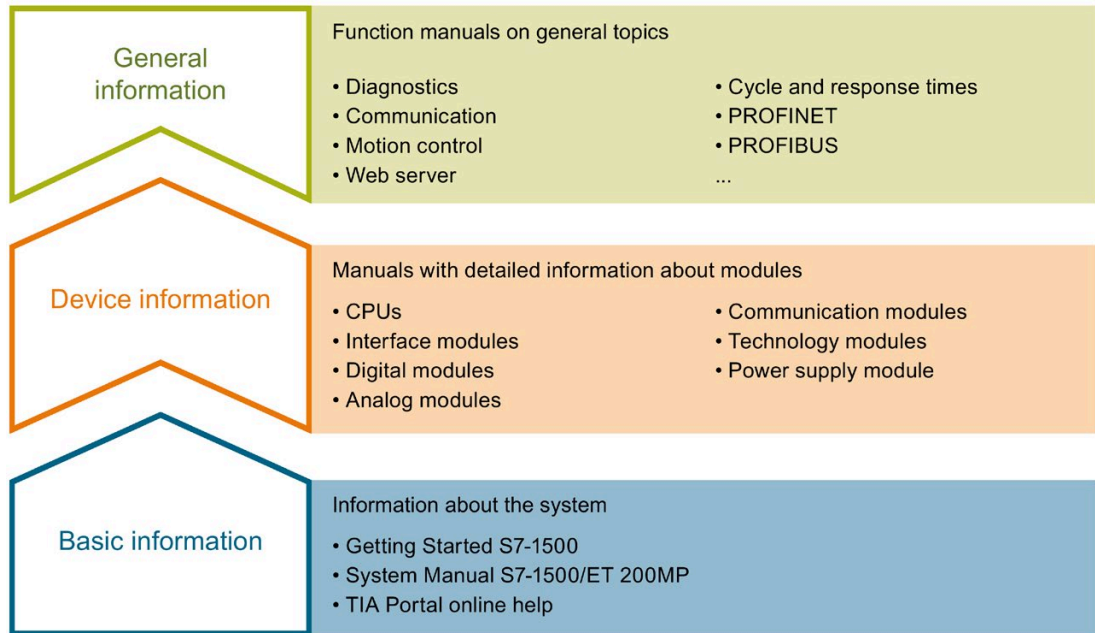 General
information
Function manuals on general topics
• Diagnostics
• Communication
• Motion control
• Web server
• Cycle and response times
• PROFINET
• PROFIBUS
...
Device information
Manuals with detailed information about modules
• CPUs
• Interface modules
• Digital modules
• Analog modules
• Communication modules
• Technology modules
• Power supply module
Basic information
Information about the system
• Getting Started S7-1500
• System Manual S7-1500/ET 200MP
• TIA Portal online help